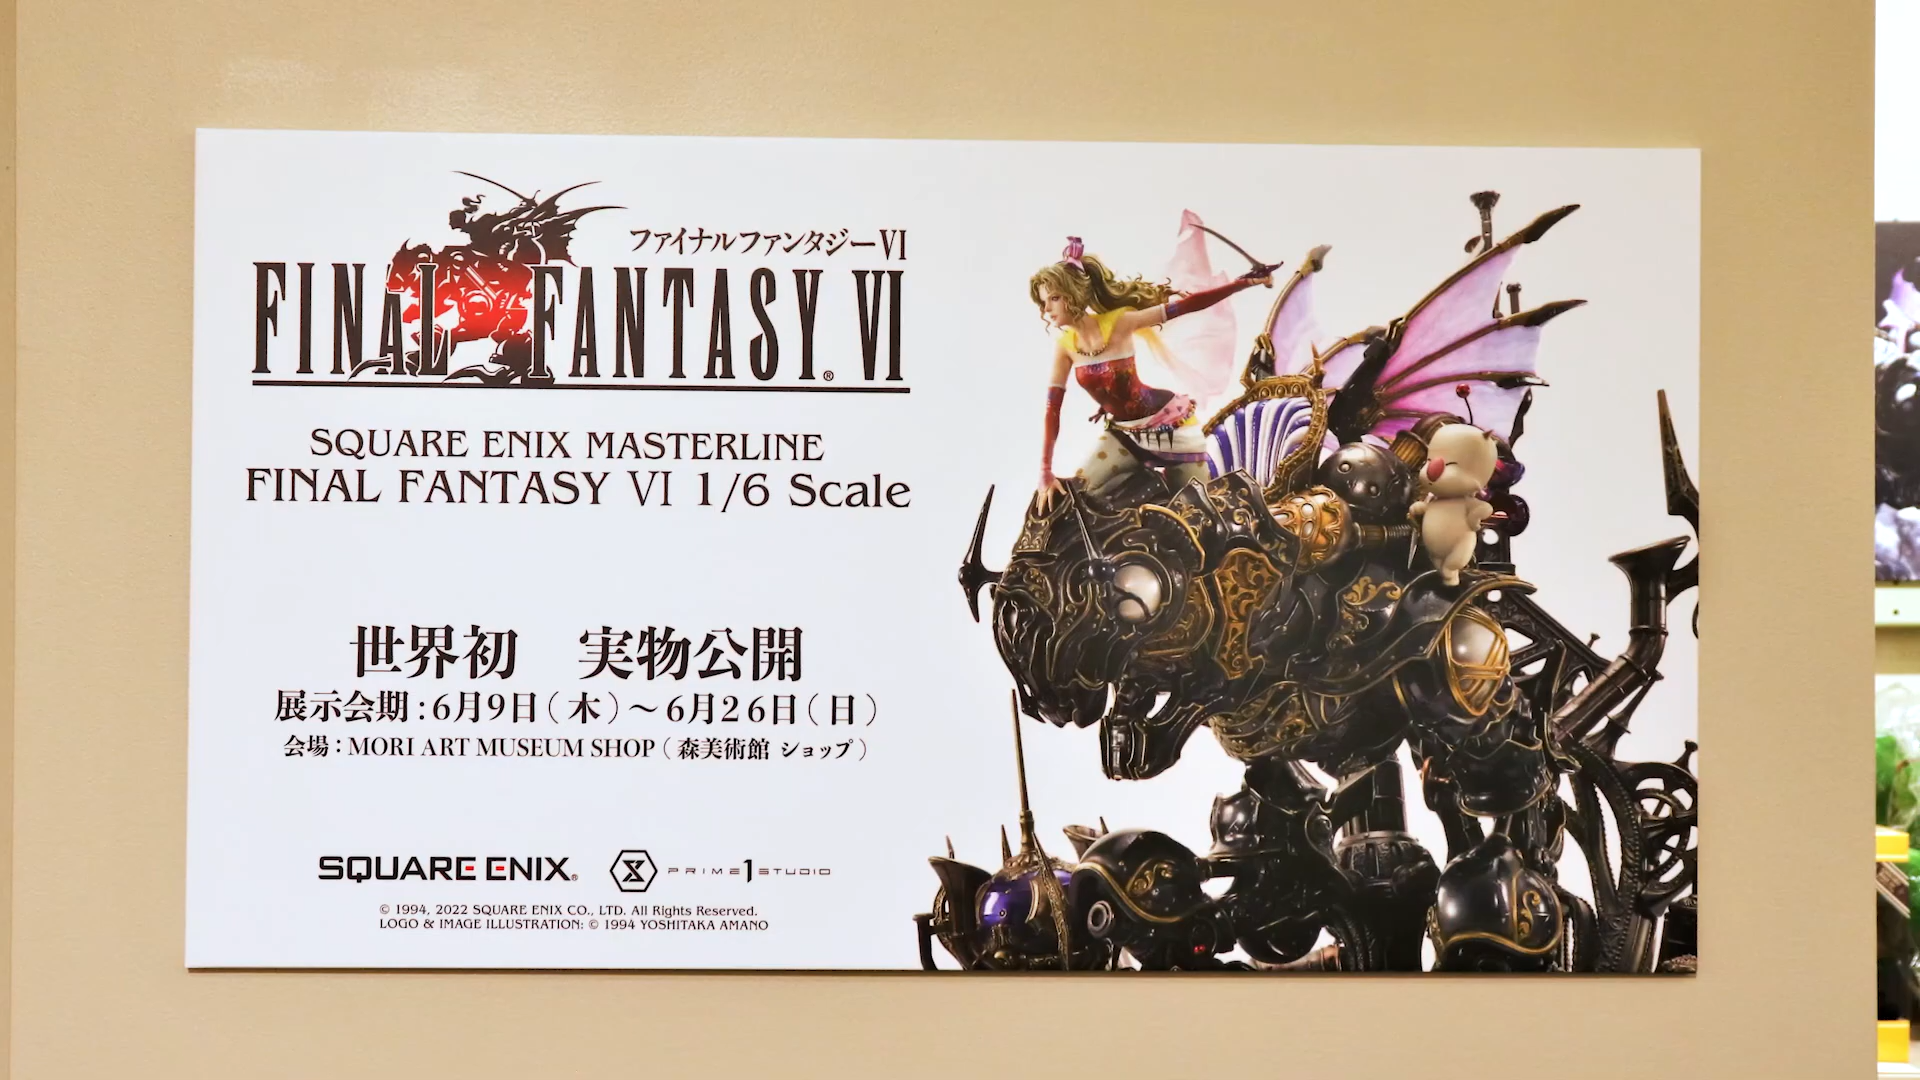 ファイナルファンタジーVI
FINAL FANTASY® VI
SQUARE ENIX MASTERLINE
FINAL FANTASY VI 1/6 Scale
世界初　実物公開
展示会期:6月9日(木)～6月26日(日)
会場:MORI ART MUSEUM SHOP(森美術館 ショップ)
SQUARE ENIX® PRIME 1 STUDIO
© 1994, 2022 SQUARE ENIX CO., LTD. All Rights Reserved.
LOGO & IMAGE ILLUSTRATION: © 1994 YOSHITAKA AMANO